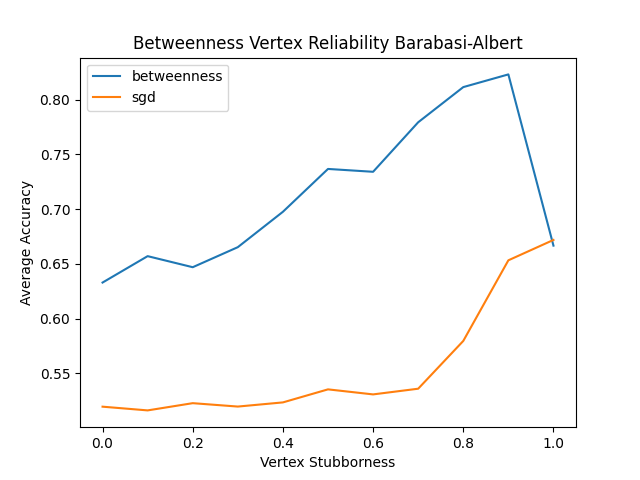 Betweenness Vertex Reliability Barabasi-Albert
betweenness
sgd
0.80
0.75
0.70
0.65
0.60
0.55
Average Accuracy
0.0 0.2 0.4 0.6 0.8 1.0
Vertex Stubborness